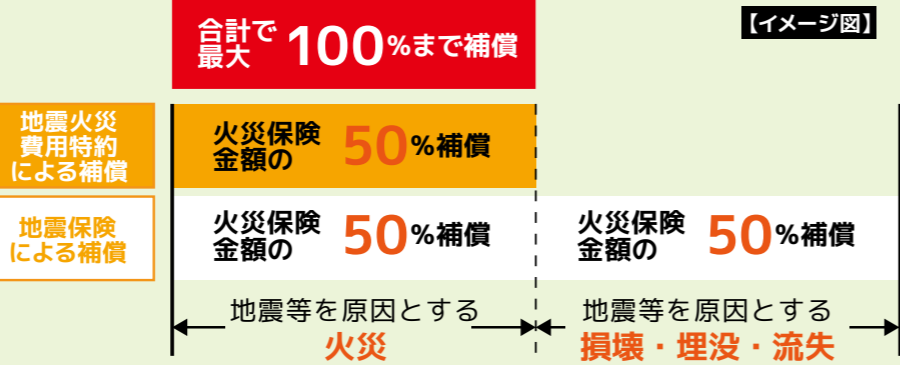 合計で
最大 100%まで補償
【イメージ図】
地震火災
費用特約
による補償
火災保険
金額の 50%補償
地震保険
による補償
火災保険
金額の 50%補償
火災保険
金額の 50%補償
地震等を原因とする
火災
地震等を原因とする
損壊・埋没・流失